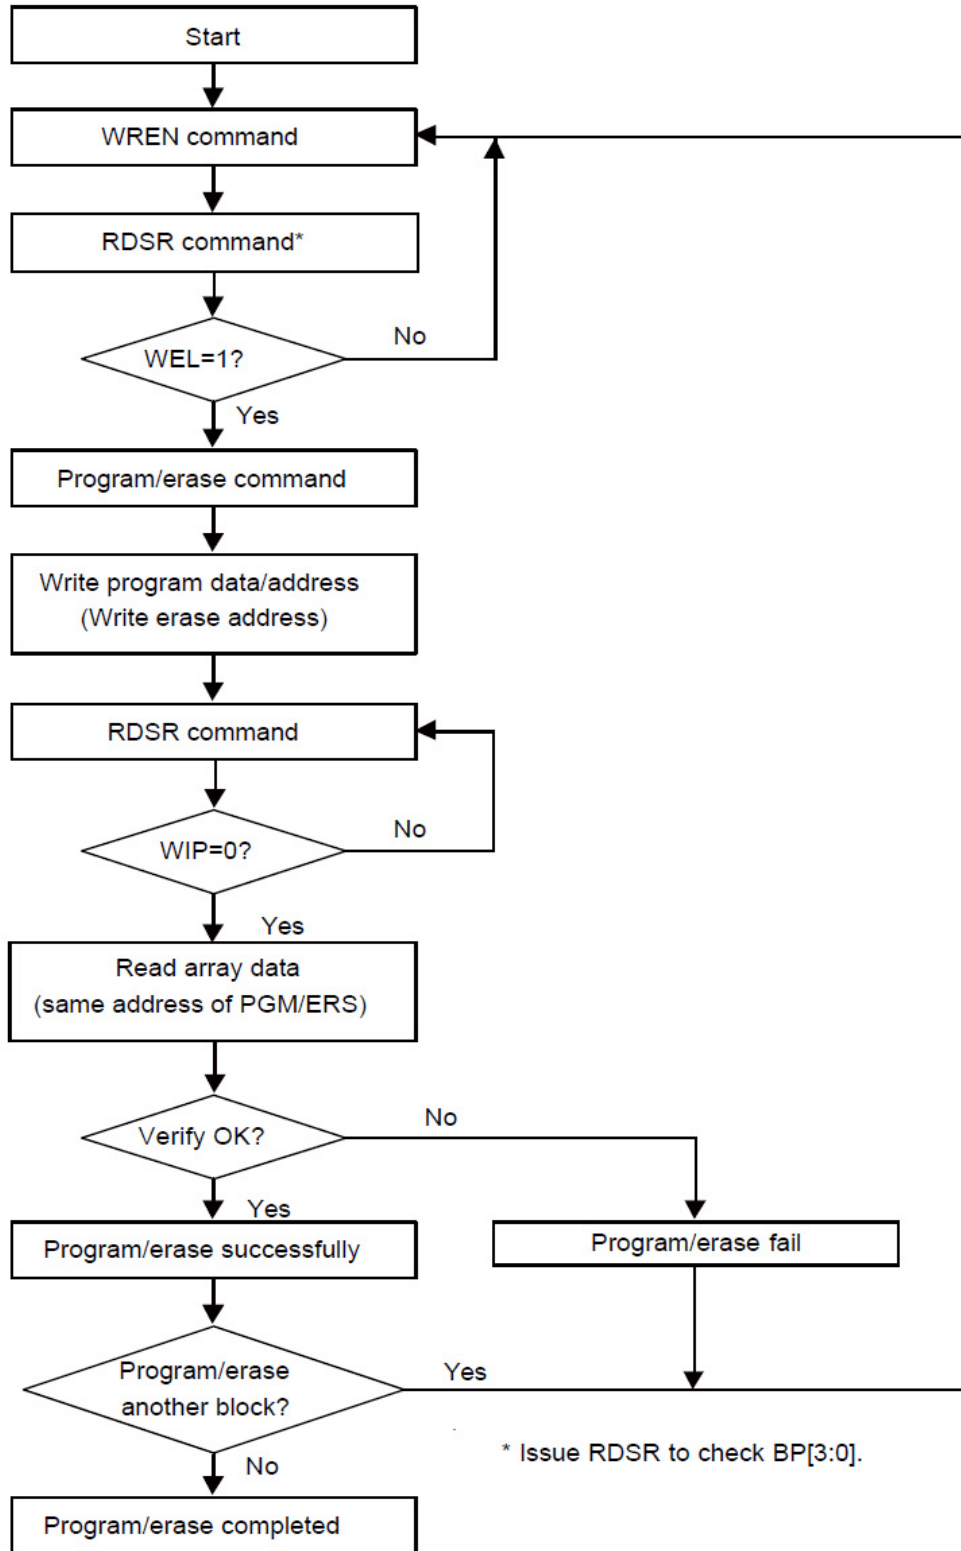 Start
WREN command
RDSR command*
WEL=1?
No
Yes
Program/erase command
Write program data/address
(Write erase address)
RDSR command
WIP=0?
No
Yes
Read array data
(same address of PGM/ERS)
Verify OK?
No
Yes
Program/erase successfully
Program/erase fail
Program/erase
another block?
Yes
No
* Issue RDSR to check BP[3:0].
Program/erase completed